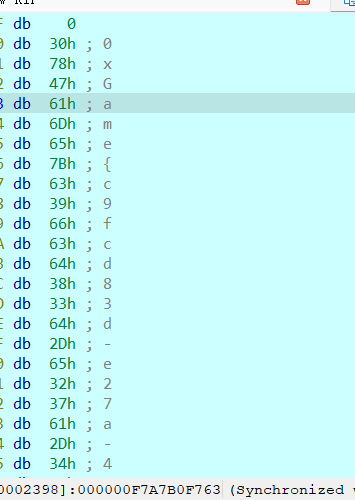 F db 0
0 db 30h ; 0
1 db 78h ; x
2 db 47h ; G
3 db 61h ; a
4 db 6Dh ; m
5 db 65h ; e
6 db 7Bh ; {
7 db 63h ; c
8 db 39h ; 9
9 db 66h ; f
A db 63h ; c
B db 64h ; d
C db 38h ; 8
D db 33h ; 3
E db 64h ; d
F db 2Dh ; -
0 db 65h ; e
1 db 32h ; 2
2 db 37h ; 7
3 db 61h ; a
4 db 2Dh ; -
5 db 34h ; 4
0002398]:000000F7A7B0F763 (Synchronized